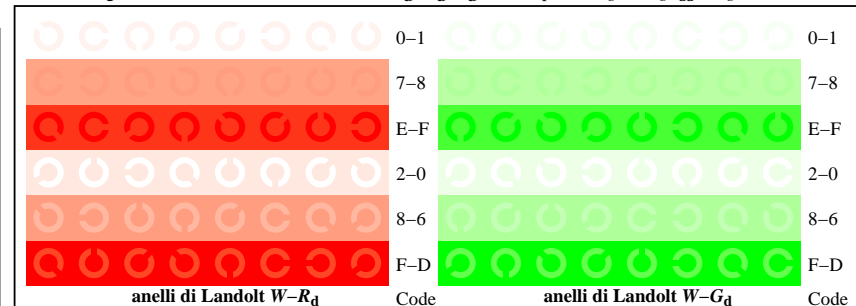 0–1 0–1
7–8 7–8
E–F E–F
2–0 2–0
8–6 8–6
F–D F–D
anelli di Landolt W–Rd Code anelli di Landolt W–Gd Code